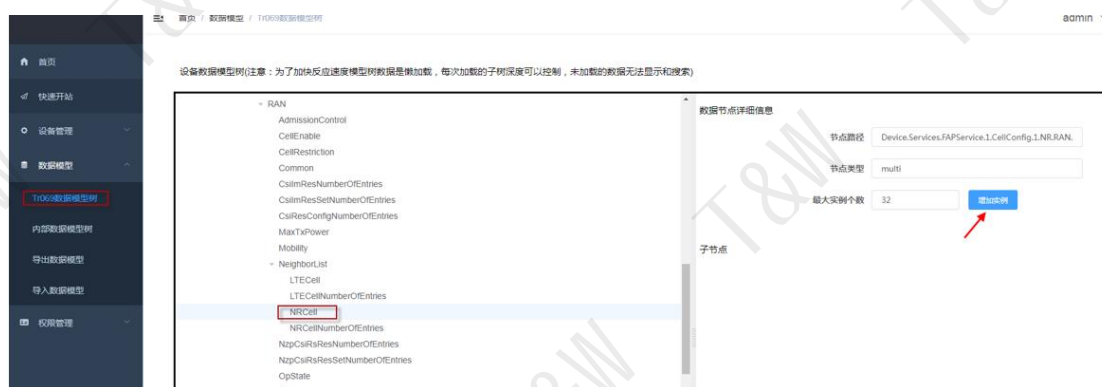 首页 / 数据模型 / Tr069数据模型树
admin
首页
快速开站
设备管理
数据模型
Tr069数据模型树
内部数据模型树
导出数据模型
导入数据模型
权限管理
设备数据模型树(注意：为了加快反应速度模型树数据是懒加载，每次加载的子树深度可以控制，未加载的数据无法显示和搜索)
RAN
AdmissionControl
CellEnable
CellRestriction
Common
CsiImResNumberOfEntries
CsiImResSetNumberOfEntries
CsiResConfigNumberOfEntries
MaxTxPower
Mobility
NeighborList
LTECell
LTECellNumberOfEntries
NRCell
NRCellNumberOfEntries
NzpCsiRsResNumberOfEntries
NzpCsiRsResSetNumberOfEntries
OpState
数据节点详细信息
节点路径 Device.Services.FAPService.1.CellConfig.1.NR.RAN.
节点类型 multi
最大实例个数 32 增加实例
子节点
T&W
T&W
T&W